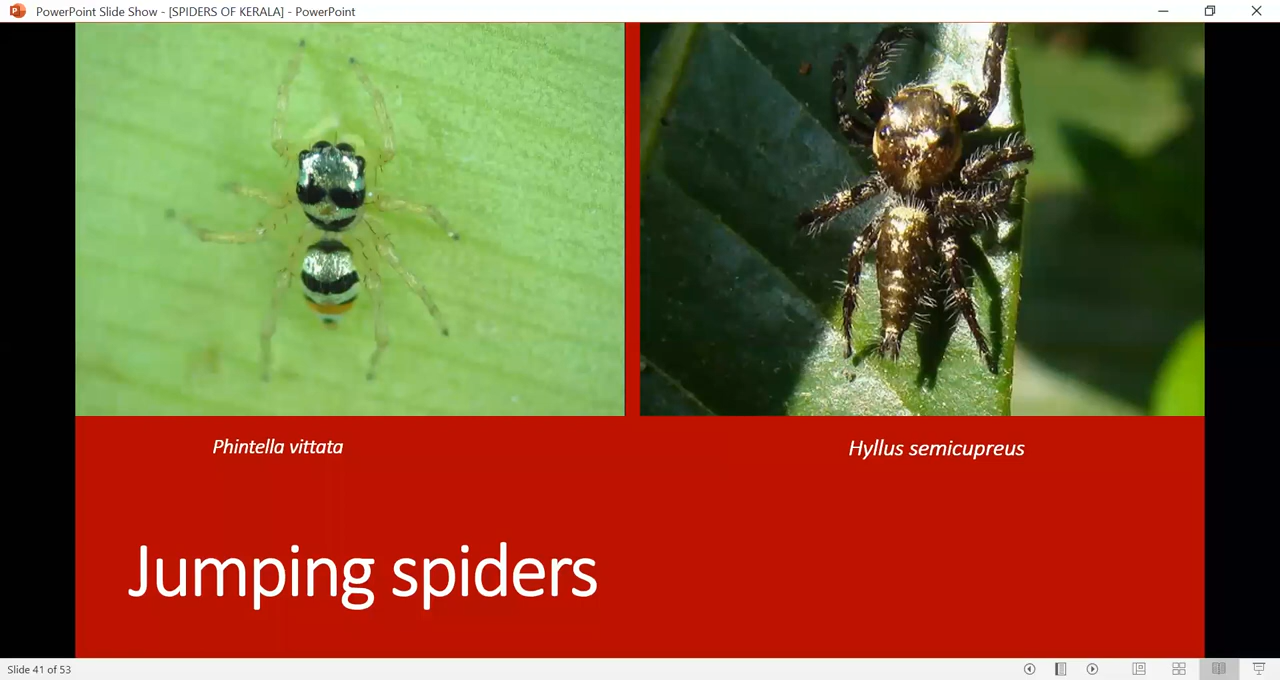 PowerPoint Slide Show - [SPIDERS OF KERALA] - PowerPoint
Phintella vittata
Hyllus semicupreus
Jumping spiders
Slide 41 of 53